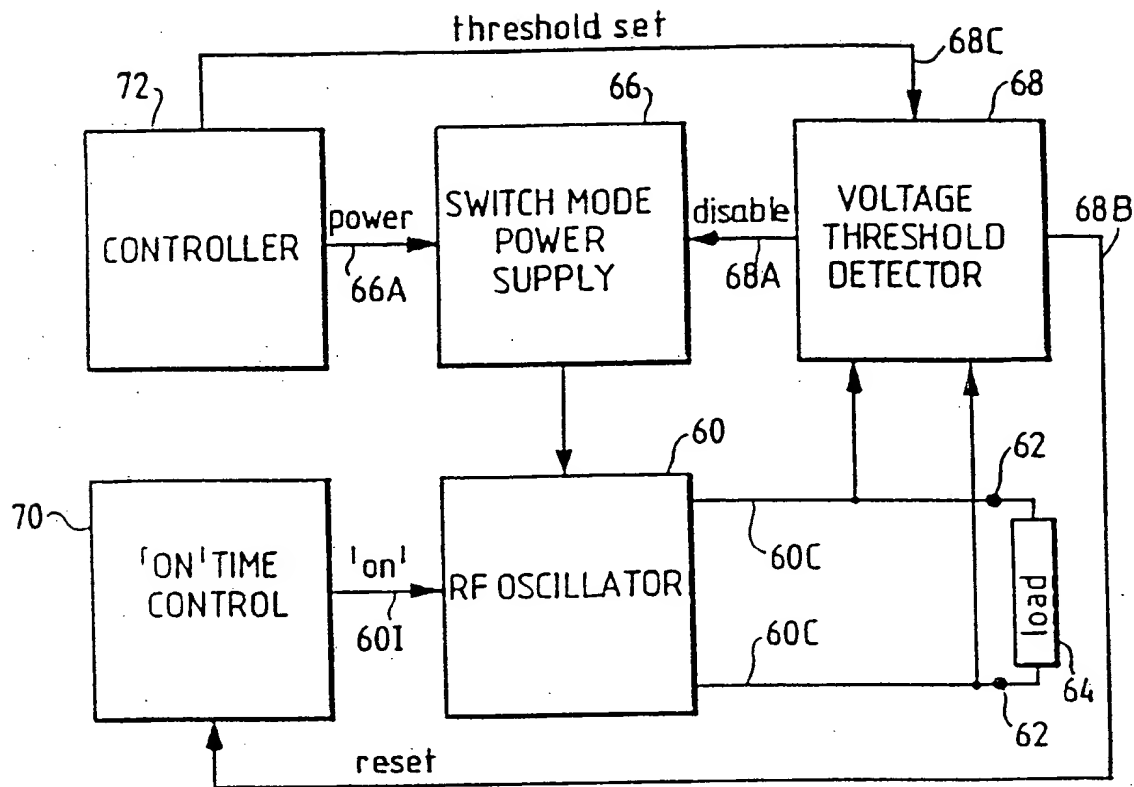 threshold set
68C
72
66
68
CONTROLLER
power
66A
SWITCH MODE
POWER
SUPPLY
disable
68A
VOLTAGE
THRESHOLD
DETECTOR
68B
60
62
70
'ON' TIME
CONTROL
'on'
60I
RF OSCILLATOR
60C
60C
load
64
62
reset